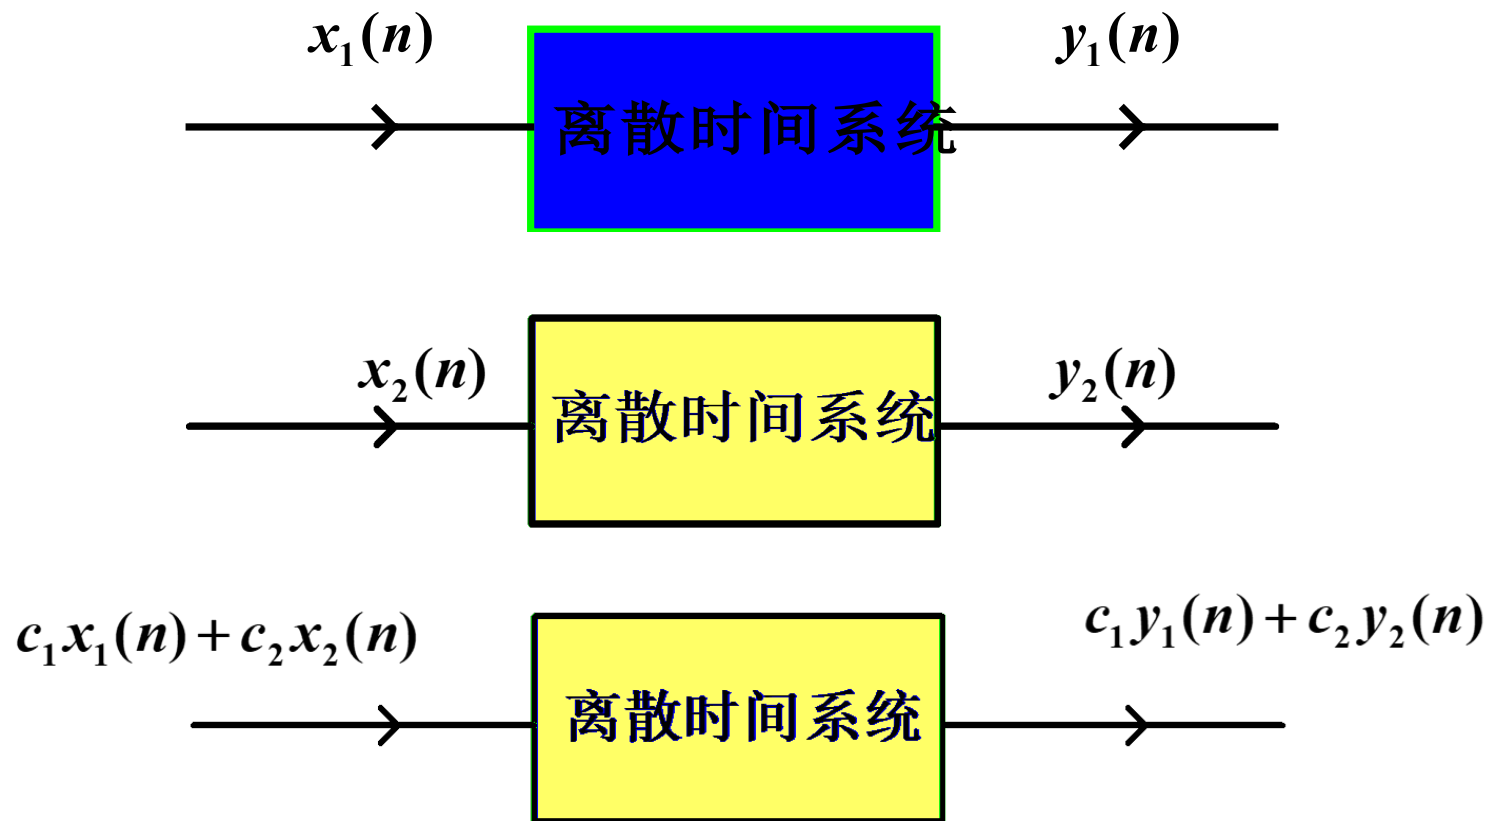 x₁(n)
离散时间系统
y₁(n)
x₂(n)
离散时间系统
y₂(n)
c₁x₁(n)+c₂x₂(n)
离散时间系统
c₁y₁(n)+c₂y₂(n)